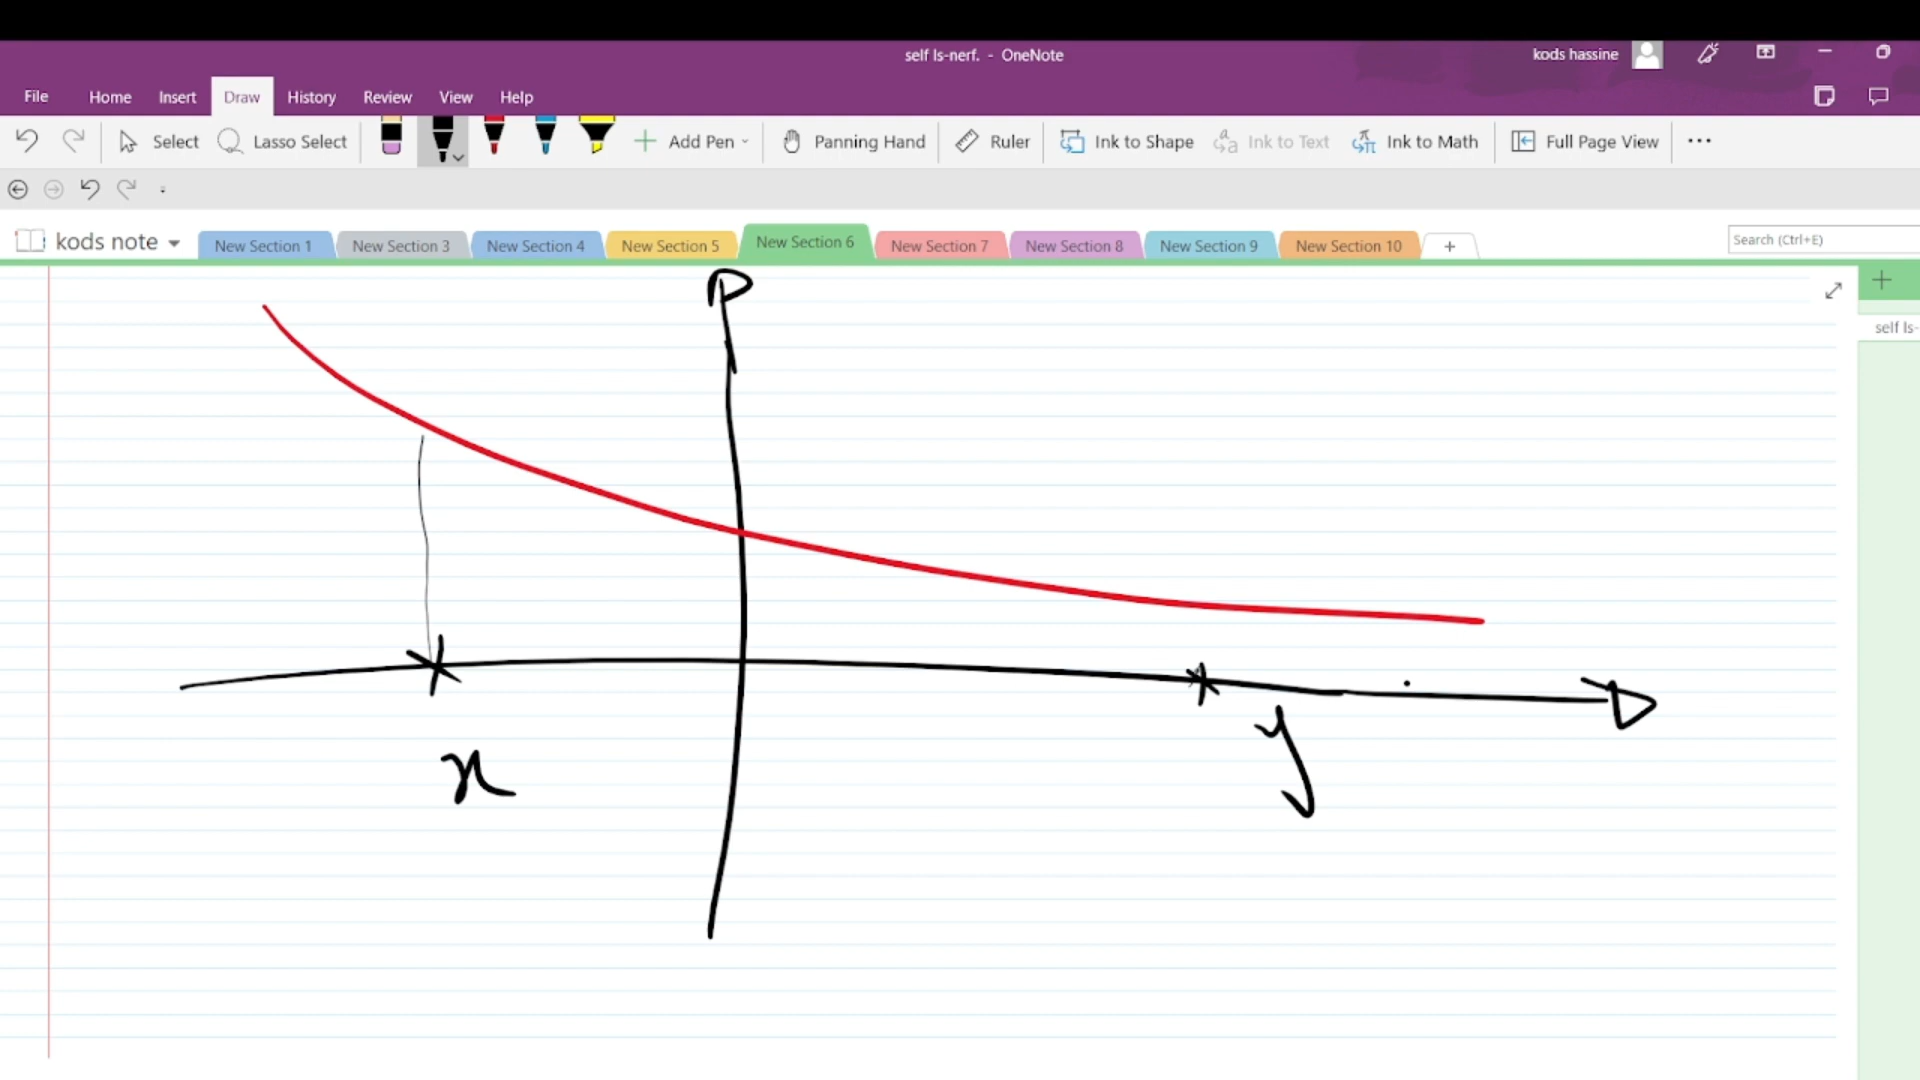 self ls-nerf. - OneNote
kods hassine
File Home Insert Draw History Review View Help
Select Lasso Select Add Pen Panning Hand Ruler Ink to Shape Ink to Text Ink to Math Full Page View
kods note New Section 1 New Section 3 New Section 4 New Section 5 New Section 6 New Section 7 New Section 8 New Section 9 New Section 10
Search (Ctrl+E)
self ls-
x
y